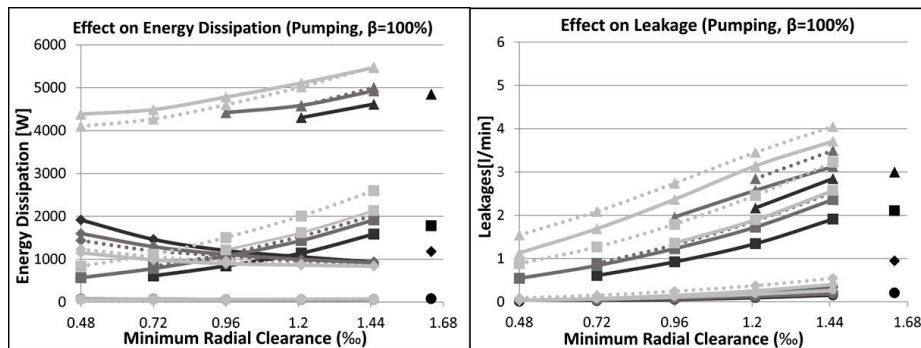 Effect on Energy Dissipation (Pumping, β=100%)
6000
5000
4000
3000
2000
1000
0
Energy Dissipation [W]
0.48 0.72 0.96 1.2 1.44 1.68
Minimum Radial Clearance (‰)
Effect on Leakage (Pumping, β=100%)
6
5
4
3
2
1
0
Leakages[l/min]
0.48 0.72 0.96 1.2 1.44 1.68
Minimum Radial Clearance (‰)